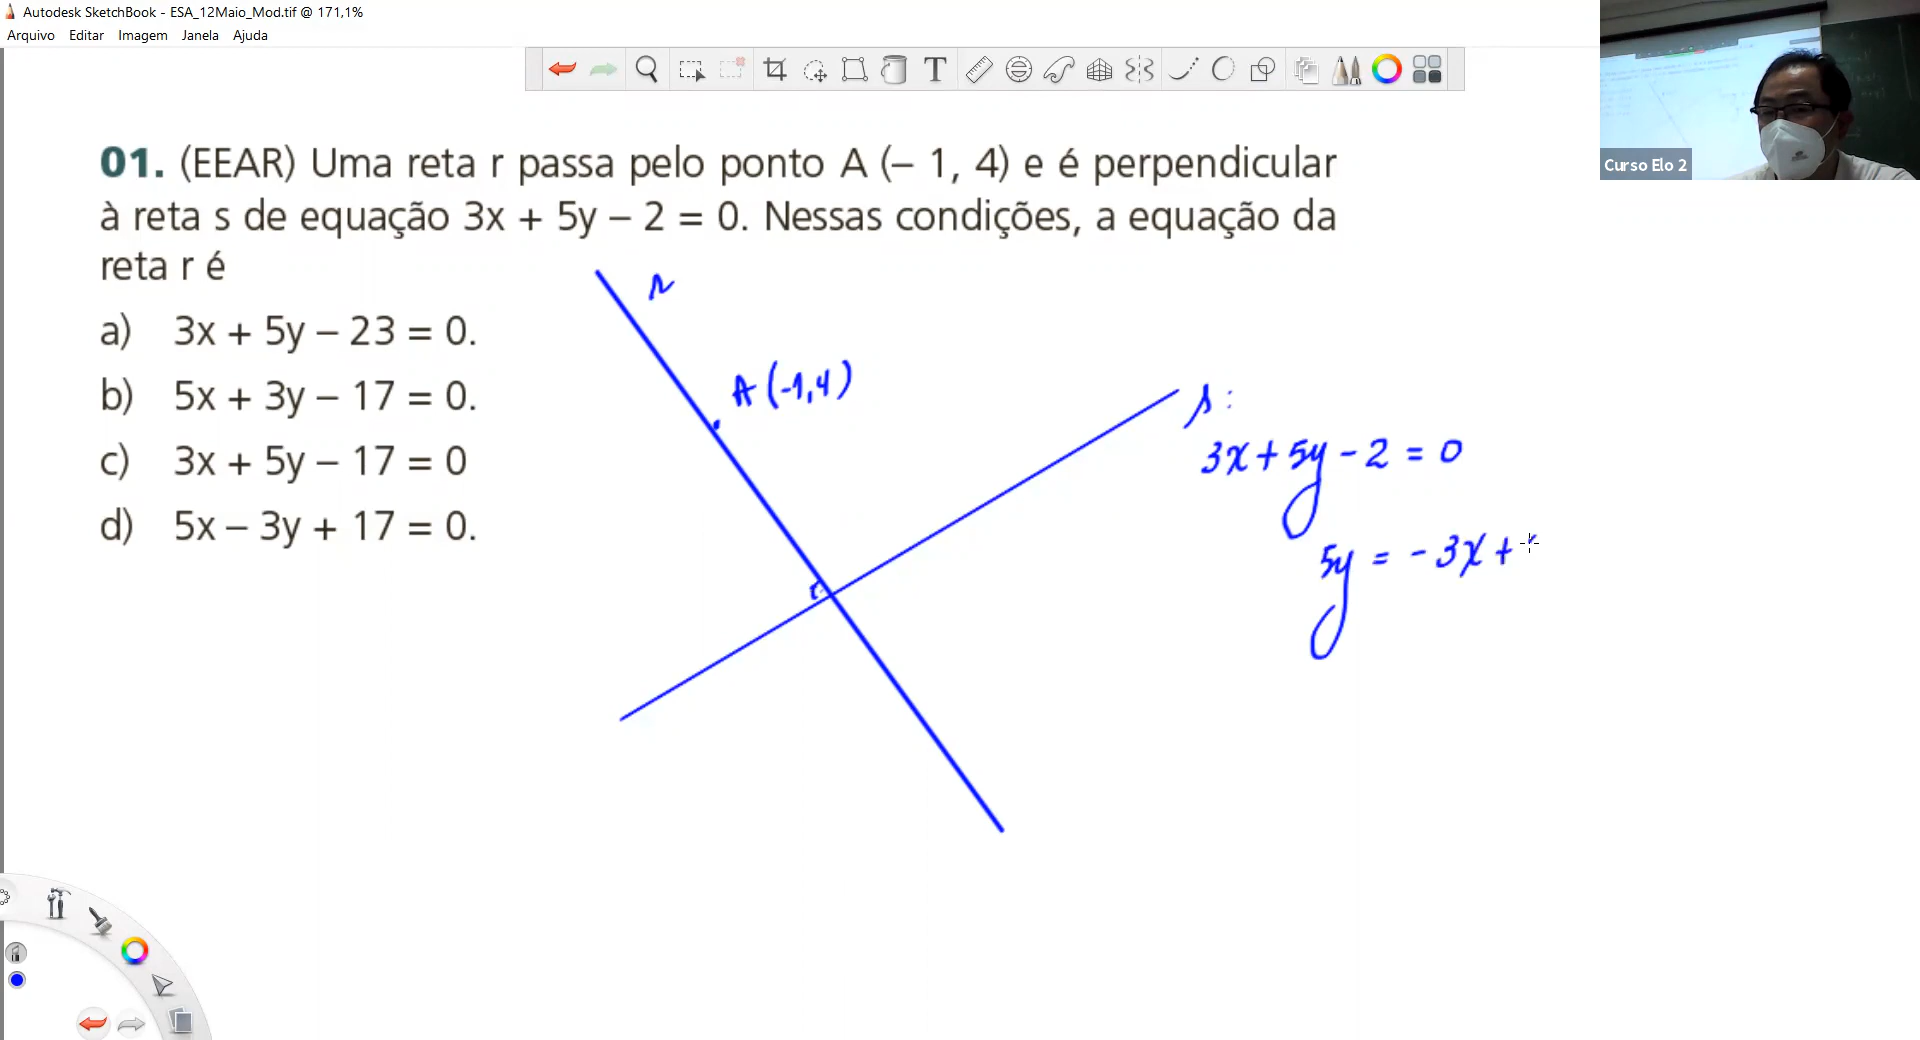 Autodesk SketchBook - ESA_12Maio_Mod.tif @ 171,1%
Arquivo Editar Imagem Janela Ajuda
T
Curso Elo 2
01. (EEAR) Uma reta r passa pelo ponto A (– 1, 4) e é perpendicular
à reta s de equação 3x + 5y – 2 = 0. Nessas condições, a equação da
reta r é
a) 3x + 5y – 23 = 0.
b) 5x + 3y – 17 = 0.
c) 3x + 5y – 17 = 0
d) 5x – 3y + 17 = 0.
r
A (-1,4)
s:
3x + 5y - 2 = 0
5y = - 3x +